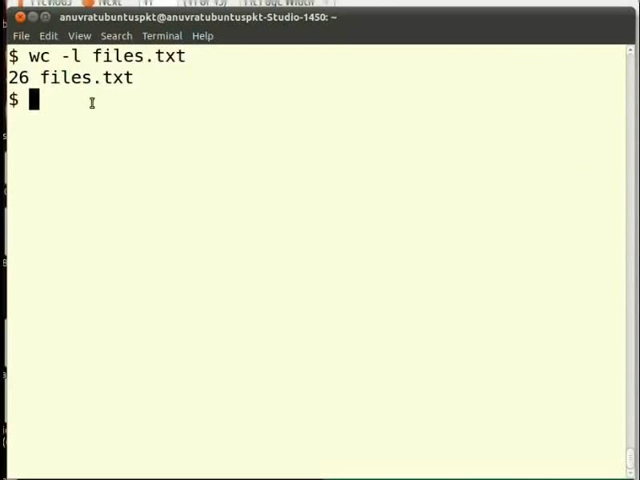 anuvratubuntuspkt@anuvratubuntuspkt-Studio-1450: ~
File Edit View Search Terminal Help
$ wc -l files.txt
26 files.txt
$